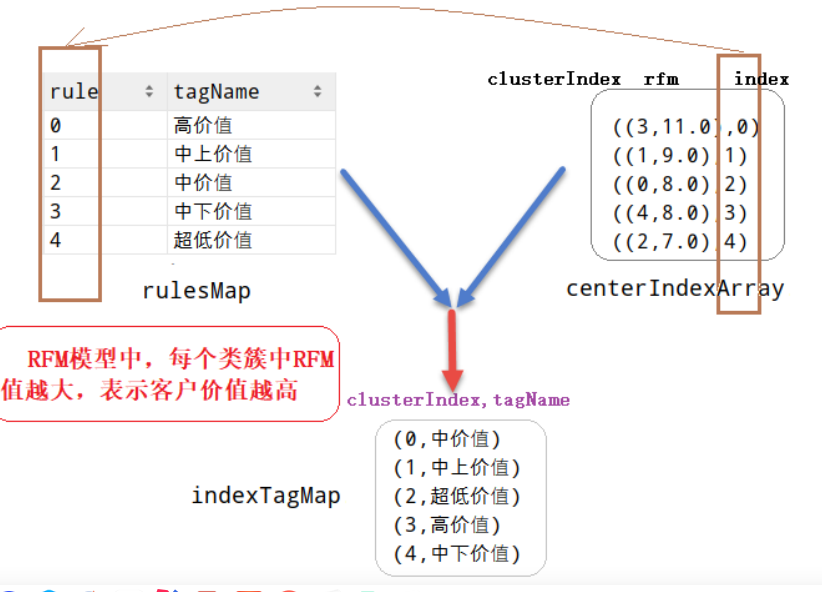 clusterIndex rfm index
rule tagName
0 高价值
1 中上价值
2 中价值
3 中下价值
4 超低价值
rulesMap
((3,11.0),0)
((1,9.0),1)
((0,8.0),2)
((4,8.0),3)
((2,7.0),4)
centerIndexArray
RFM模型中，每个类簇中RFM
值越大，表示客户价值越高
clusterIndex,tagName
(0,中价值)
(1,中上价值)
(2,超低价值)
(3,高价值)
(4,中下价值)
indexTagMap